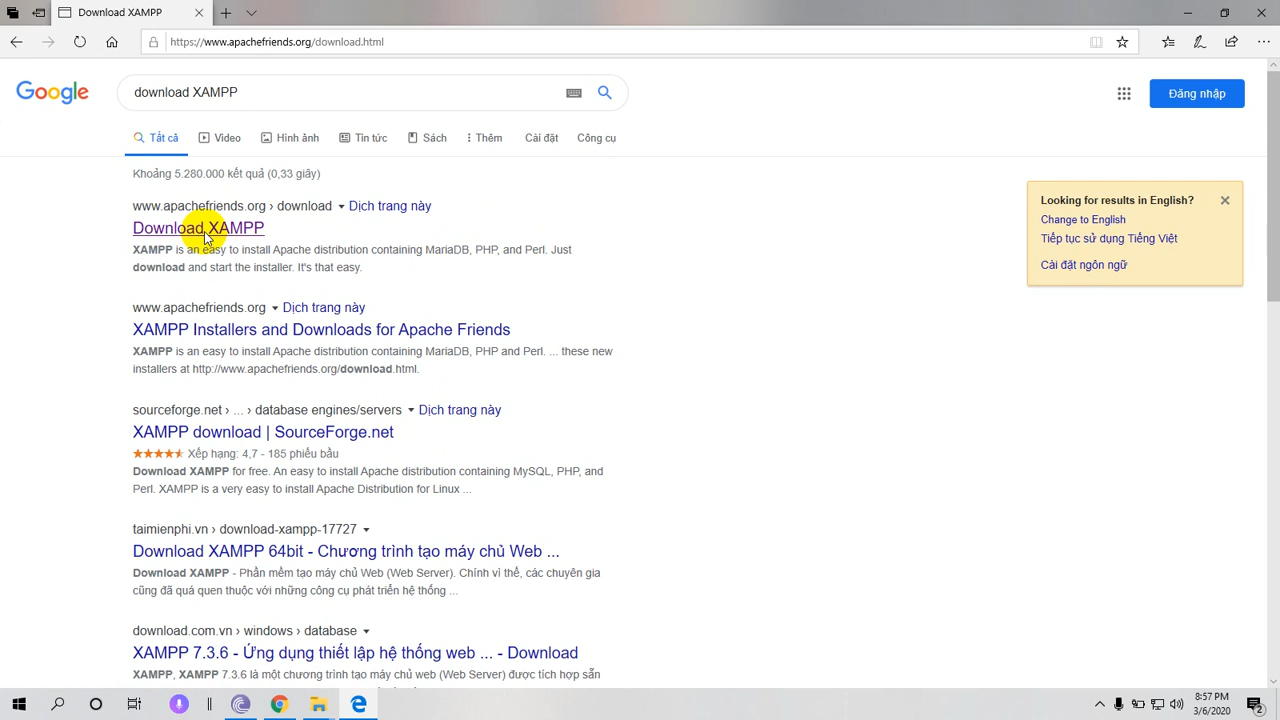 Download XAMPP
https://www.apachefriends.org/download.html
Google
download XAMPP
Đăng nhập
Tất cả Video Hình ảnh Tin tức Sách Thêm Cài đặt Công cụ
Khoảng 5.280.000 kết quả (0,33 giây)
www.apachefriends.org › download Dịch trang này
Download XAMPP
XAMPP is an easy to install Apache distribution containing MariaDB, PHP, and Perl. Just
download and start the installer. It's that easy.
www.apachefriends.org Dịch trang này
XAMPP Installers and Downloads for Apache Friends
XAMPP is an easy to install Apache distribution containing MariaDB, PHP and Perl. ... these new
installers at http://www.apachefriends.org/download.html.
sourceforge.net › ... › database engines/servers Dịch trang này
XAMPP download | SourceForge.net
Xếp hạng: 4,7 - 185 phiếu bầu
Download XAMPP for free. An easy to install Apache distribution containing MySQL, PHP, and
Perl. XAMPP is a very easy to install Apache Distribution for Linux ...
taimienphi.vn › download-xampp-17727
Download XAMPP 64bit - Chương trình tạo máy chủ Web ...
Download XAMPP - Phần mềm tạo máy chủ Web (Web Server). Chính vì thế, các chuyên gia
cũng đã quá quen thuộc với những công cụ phát triển hệ thống ...
download.com.vn › windows › database
XAMPP 7.3.6 - Ứng dụng thiết lập hệ thống web ... - Download
XAMPP, XAMPP 7.3.6 là một chương trình tạo máy chủ web (Web Server) được tích hợp sẵn
Looking for results in English?
Change to English
Tiếp tục sử dụng Tiếng Việt
Cài đặt ngôn ngữ
8:57 PM
3/6/2020
2